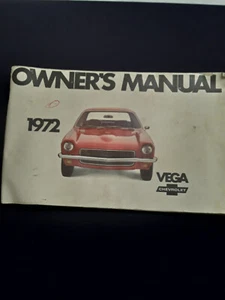 OWNER'S MANUAL
1972
VEGA
CHEVROLET